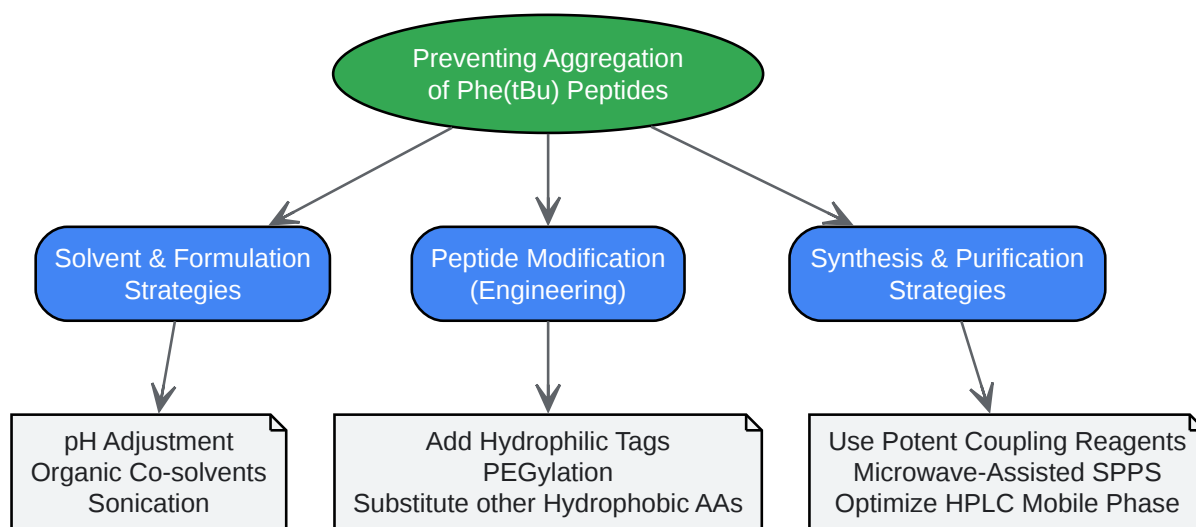 Preventing Aggregation
of Phe(tBu) Peptides
Solvent & Formulation
Strategies
Peptide Modification
(Engineering)
Synthesis & Purification
Strategies
pH Adjustment
Organic Co-solvents
Sonication
Add Hydrophilic Tags
PEGylation
Substitute other Hydrophobic AAs
Use Potent Coupling Reagents
Microwave-Assisted SPPS
Optimize HPLC Mobile Phase